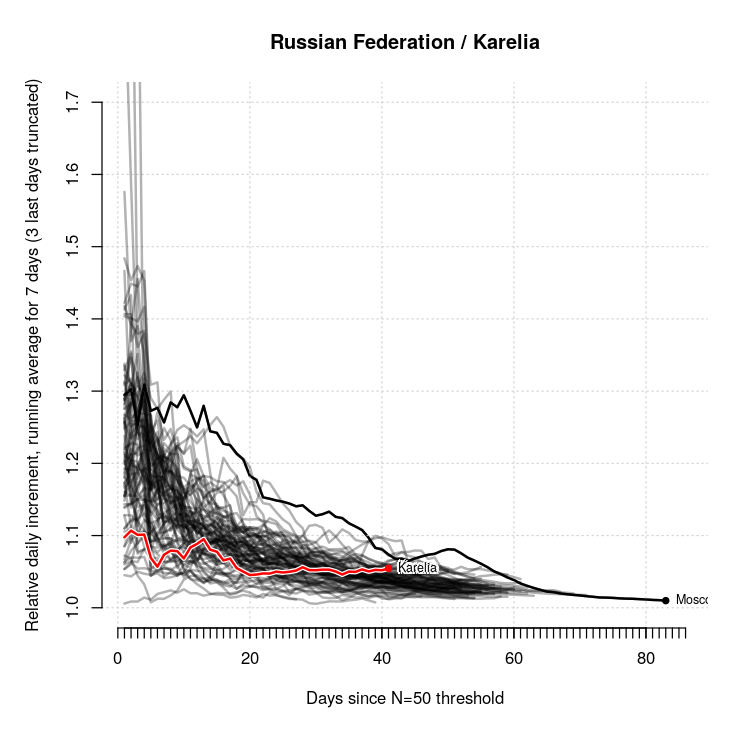 Russian Federation / Karelia
Relative daily increment, running average for 7 days (3 last days truncated)
1.7
1.6
1.5
1.4
1.3
1.2
1.1
1.0
Karelia
Mosco
0 20 40 60 80
Days since N=50 threshold